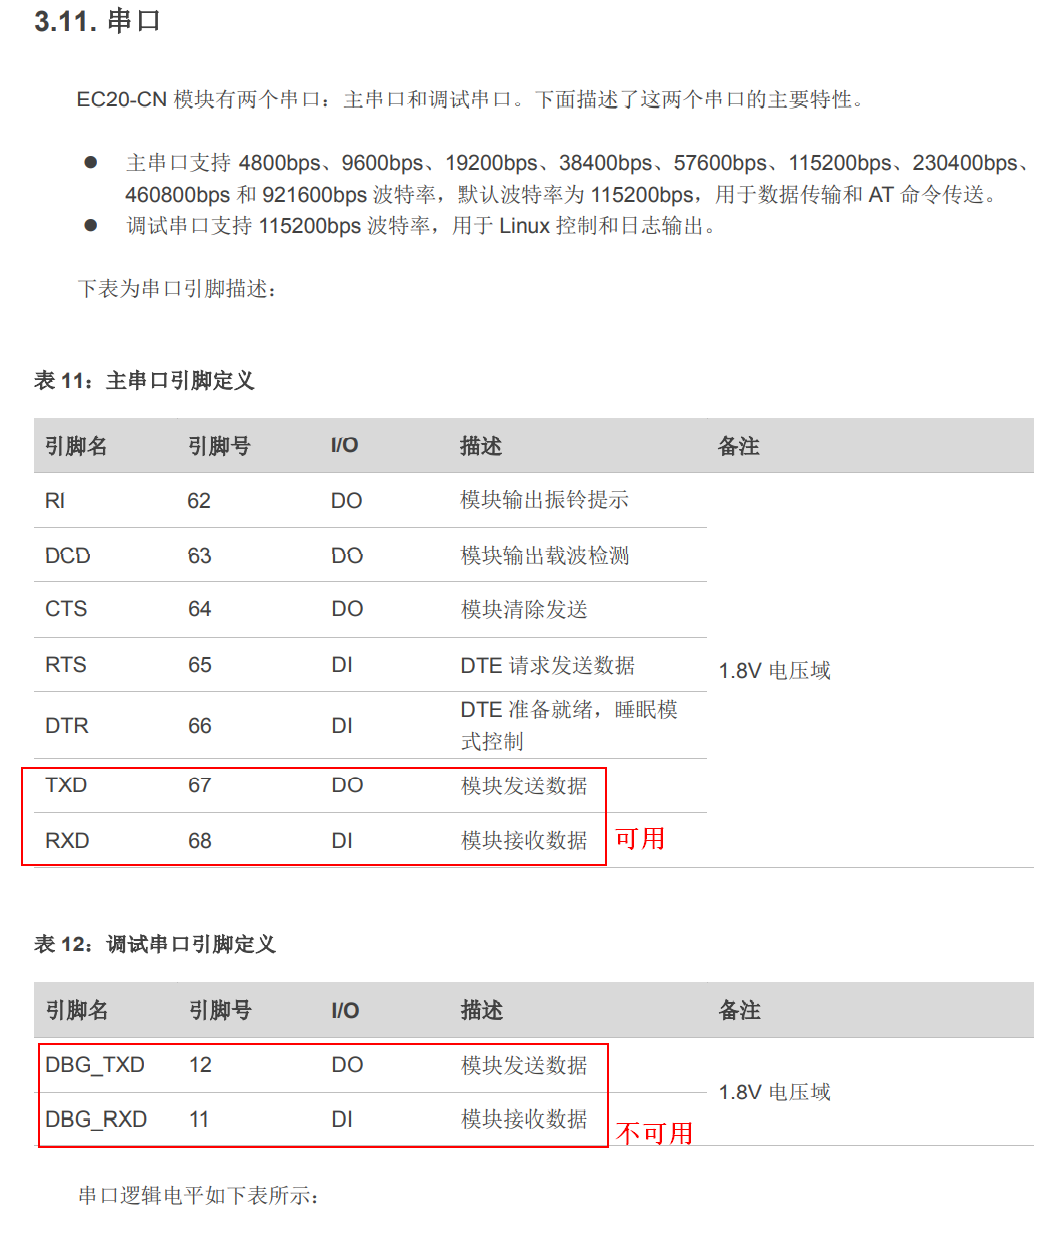 3.11. 串口
EC20-CN 模块有两个串口：主串口和调试串口。下面描述了这两个串口的主要特性。
● 主串口支持 4800bps、9600bps、19200bps、38400bps、57600bps、115200bps、230400bps、
460800bps 和 921600bps 波特率，默认波特率为 115200bps，用于数据传输和 AT 命令传送。
● 调试串口支持 115200bps 波特率，用于 Linux 控制和日志输出。
下表为串口引脚描述：
表 11：主串口引脚定义
引脚名 引脚号 I/O 描述 备注
RI 62 DO 模块输出振铃提示
DCD 63 DO 模块输出载波检测
CTS 64 DO 模块清除发送
RTS 65 DI DTE 请求发送数据
1.8V 电压域
DTR 66 DI DTE 准备就绪，睡眠模
式控制
TXD 67 DO 模块发送数据
RXD 68 DI 模块接收数据
可用
表 12：调试串口引脚定义
引脚名 引脚号 I/O 描述 备注
DBG_TXD 12 DO 模块发送数据
1.8V 电压域
DBG_RXD 11 DI 模块接收数据
不可用
串口逻辑电平如下表所示：